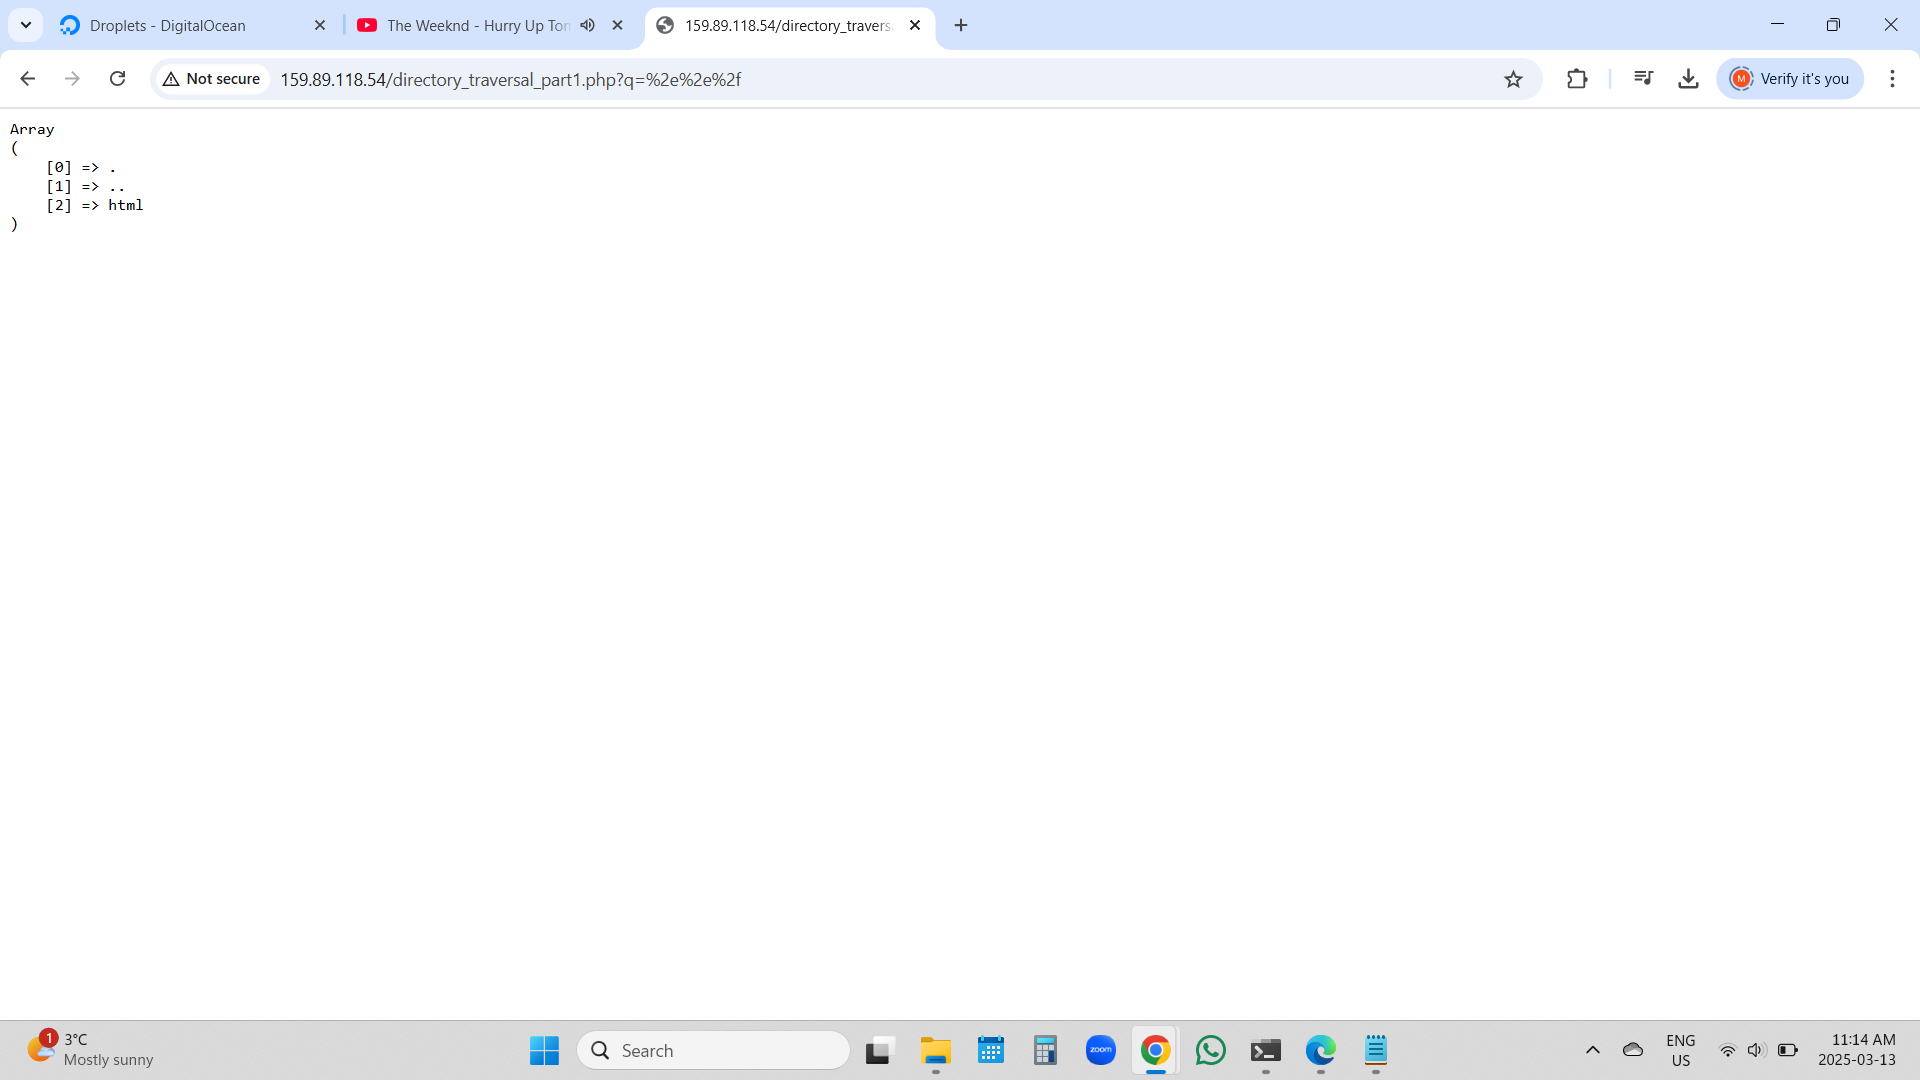 Droplets - DigitalOcean
The Weeknd - Hurry Up Tom
159.89.118.54/directory_travers
Not secure
159.89.118.54/directory_traversal_part1.php?q=%2e%2e%2f
M
Verify it's you
Array
(
[0] => .
[1] => ..
[2] => html
)
1
3°C
Mostly sunny
Search
zoom
ENG
US
11:14 AM
2025-03-13